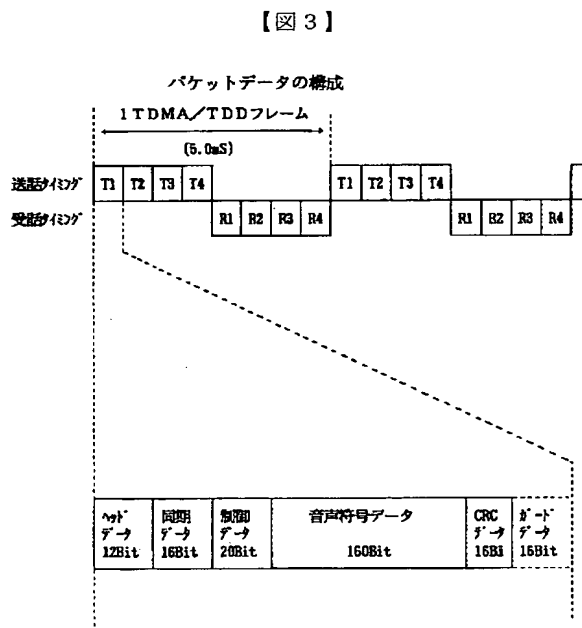 【図３】
パケットデータの構成
１ＴＤＭＡ／ＴＤＤフレーム
(5.0mS)
送話ﾀｲﾐﾝｸﾞ T1 T2 T3 T4 T1 T2 T3 T4
受話ﾀｲﾐﾝｸﾞ R1 R2 R3 R4 R1 R2 R3 R4
ﾍｯﾄﾞ 同期 制御 音声符号データ CRC ｶﾞｰﾄﾞ
ﾃﾞｰﾀ ﾃﾞｰﾀ ﾃﾞｰﾀ ﾃﾞｰﾀ ﾃﾞｰﾀ
12Bit 16Bit 20Bit 160Bit 16Bi 16Bit